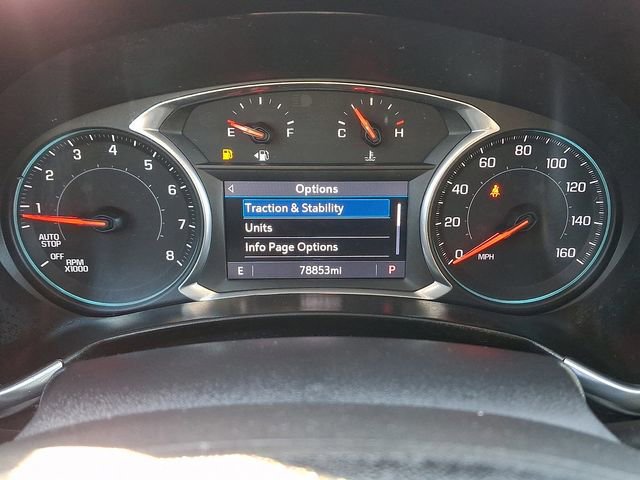 E F
C H
1 2 3 4 5 6 7 8
AUTO
STOP
OFF
RPM
X1000
Options
Traction & Stability
Units
Info Page Options
E 78853mi P
0 20 40 60 80 100 120 140 160
MPH